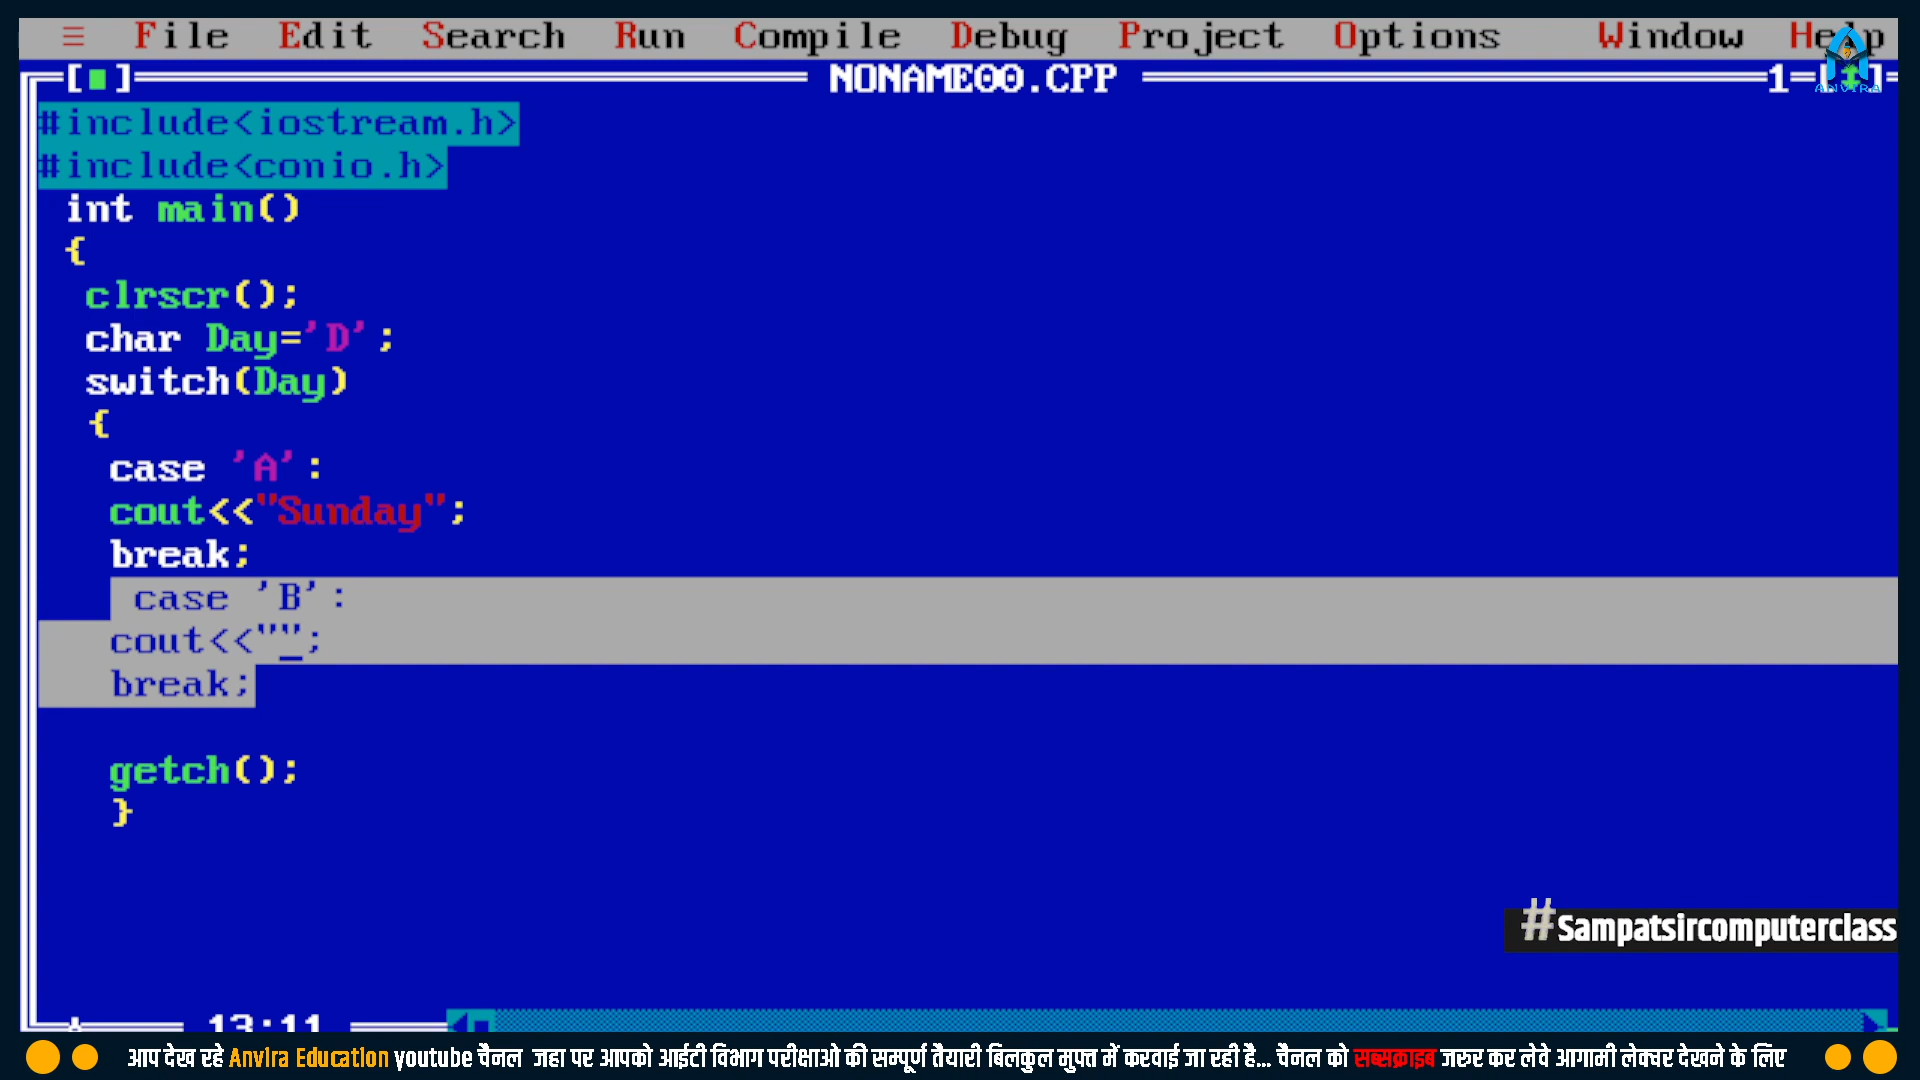 ≡ File Edit Search Run Compile Debug Project Options Window Help
[■] NONAME00.CPP 1=[↕]
ANVIRA
#include<iostream.h>
#include<conio.h>
int main()
{
clrscr();
char Day='D';
switch(Day)
{
case 'A':
cout<<"Sunday";
break;
case 'B':
cout<<"_";
break;
getch();
}
#Sampatsircomputerclass
13:11
आप देख रहे Anvira Education youtube चैनल जहा पर आपको आईटी विभाग परीक्षाओ की सम्पूर्ण तैयारी बिलकुल मुफ्त में करवाई जा रही है... चैनल को सब्सक्राइब जरुर कर लेवे आगामी लेक्चर देखने के लिए